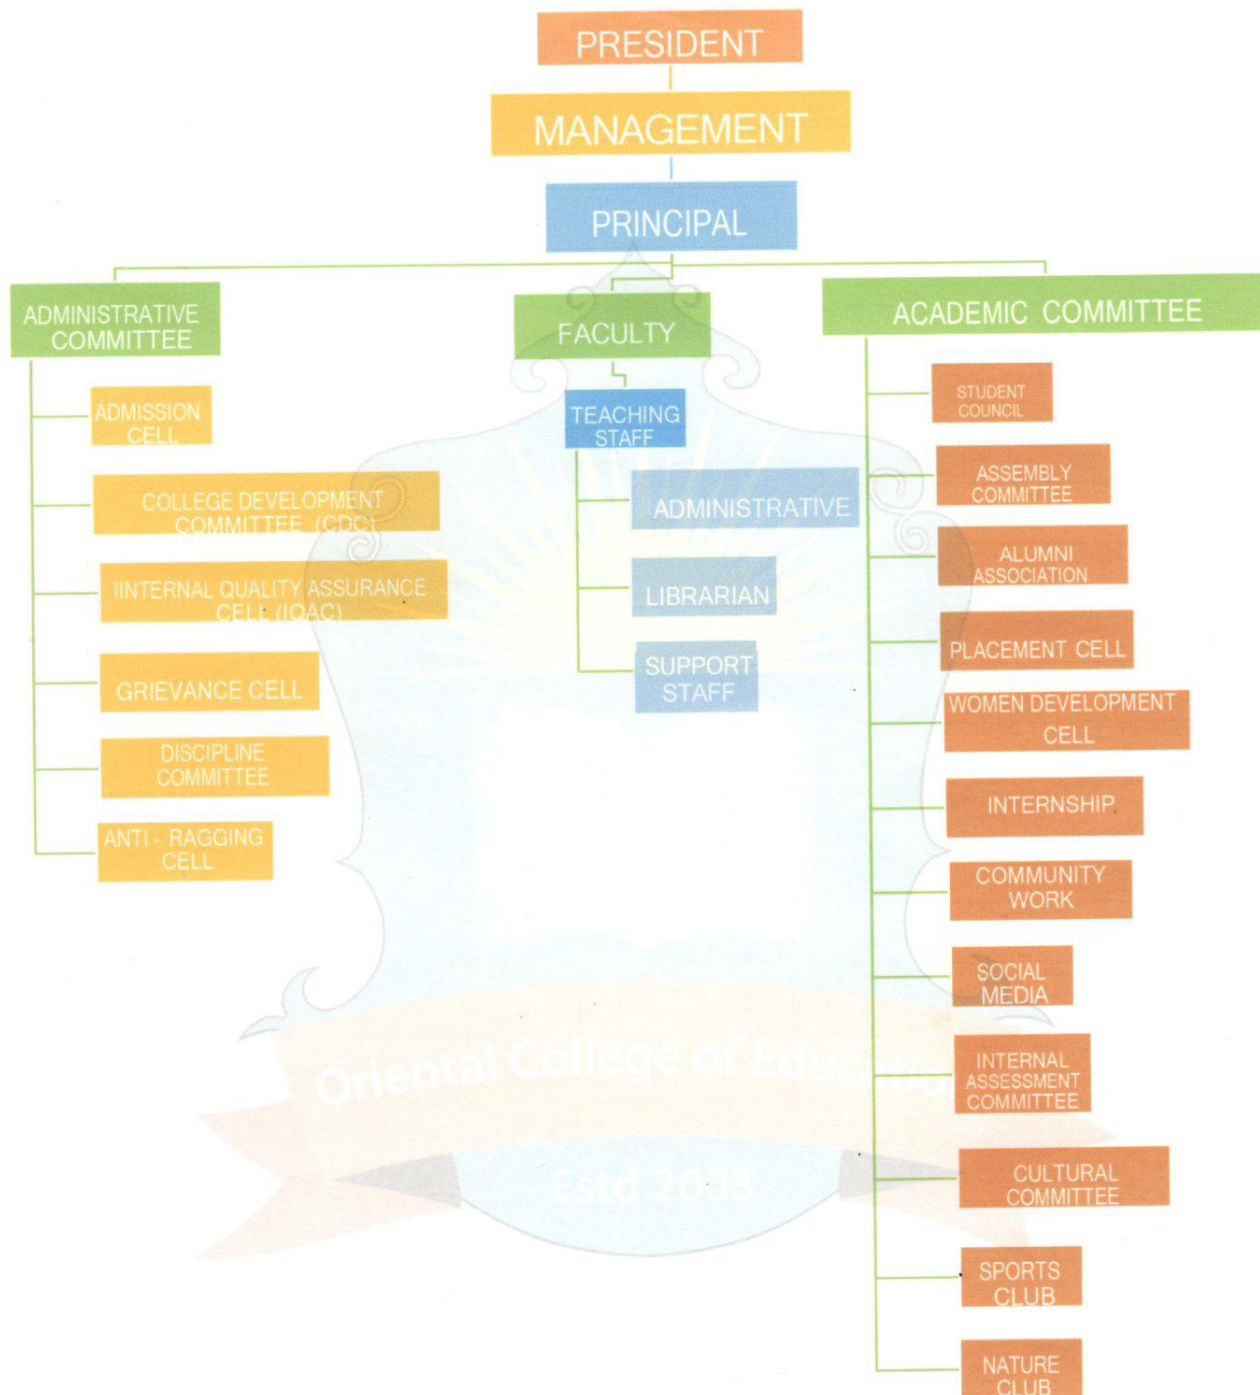 PRESIDENT
MANAGEMENT
PRINCIPAL
ADMINISTRATIVE
COMMITTEE
ADMISSION
CELL
COLLEGE DEVELOPMENT
COMMITTEE (CDC)
IINTERNAL QUALITY ASSURANCE
CELL (IQAC)
GRIEVANCE CELL
DISCIPLINE
COMMITTEE
ANTI - RAGGING
CELL
FACULTY
TEACHING
STAFF
ADMINISTRATIVE
LIBRARIAN
SUPPORT
STAFF
ACADEMIC COMMITTEE
STUDENT
COUNCIL
ASSEMBLY
COMMITTEE
ALUMNI
ASSOCIATION
PLACEMENT CELL
WOMEN DEVELOPMENT
CELL
INTERNSHIP
COMMUNITY
WORK
SOCIAL
MEDIA
INTERNAL
ASSESSMENT
COMMITTEE
CULTURAL
COMMITTEE
SPORTS
CLUB
NATURE
CLUB
Oriental College of Education
Estd 2003